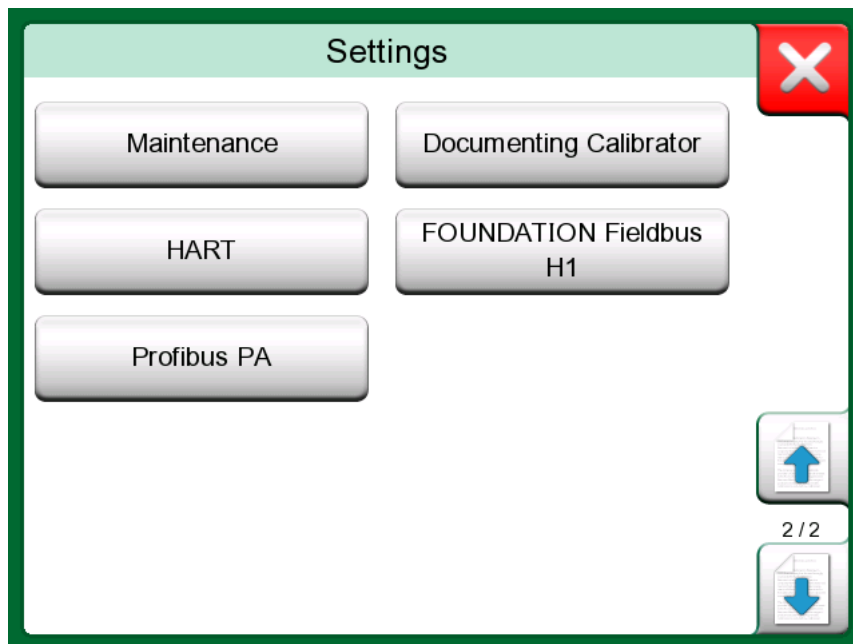 Settings
Maintenance
Documenting Calibrator
HART
FOUNDATION Fieldbus
H1
Profibus PA
2 / 2